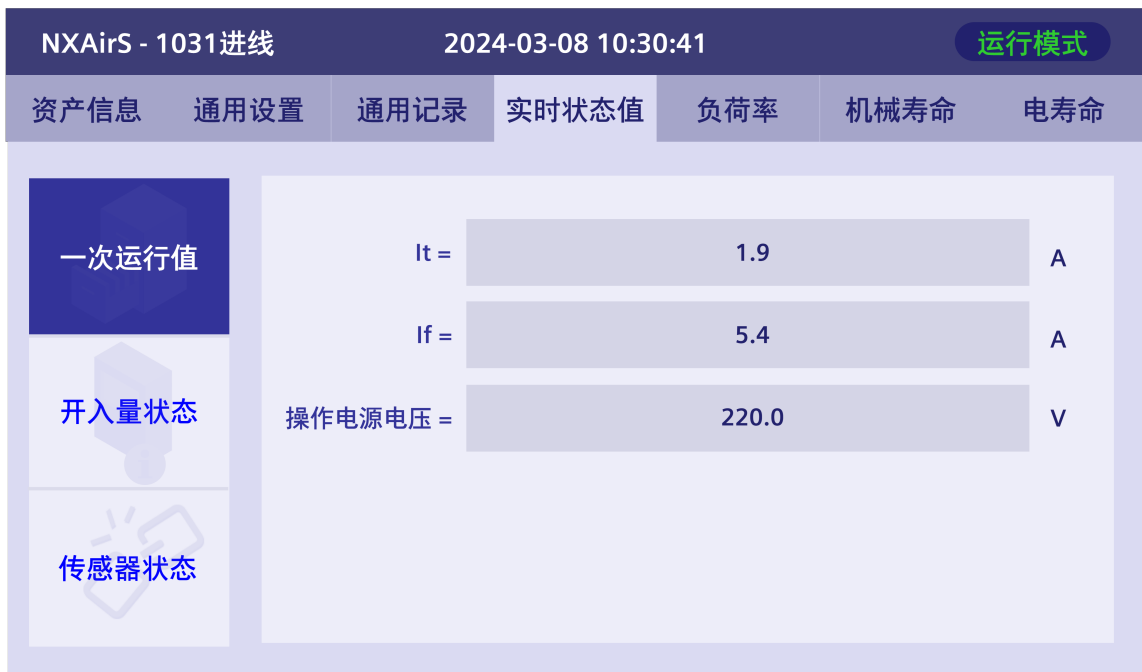 NXAirS - 1031进线 2024-03-08 10:30:41 运行模式
资产信息 通用设置 通用记录 实时状态值 负荷率 机械寿命 电寿命
一次运行值
开入量状态
传感器状态
It = 1.9 A
If = 5.4 A
操作电源电压 = 220.0 V